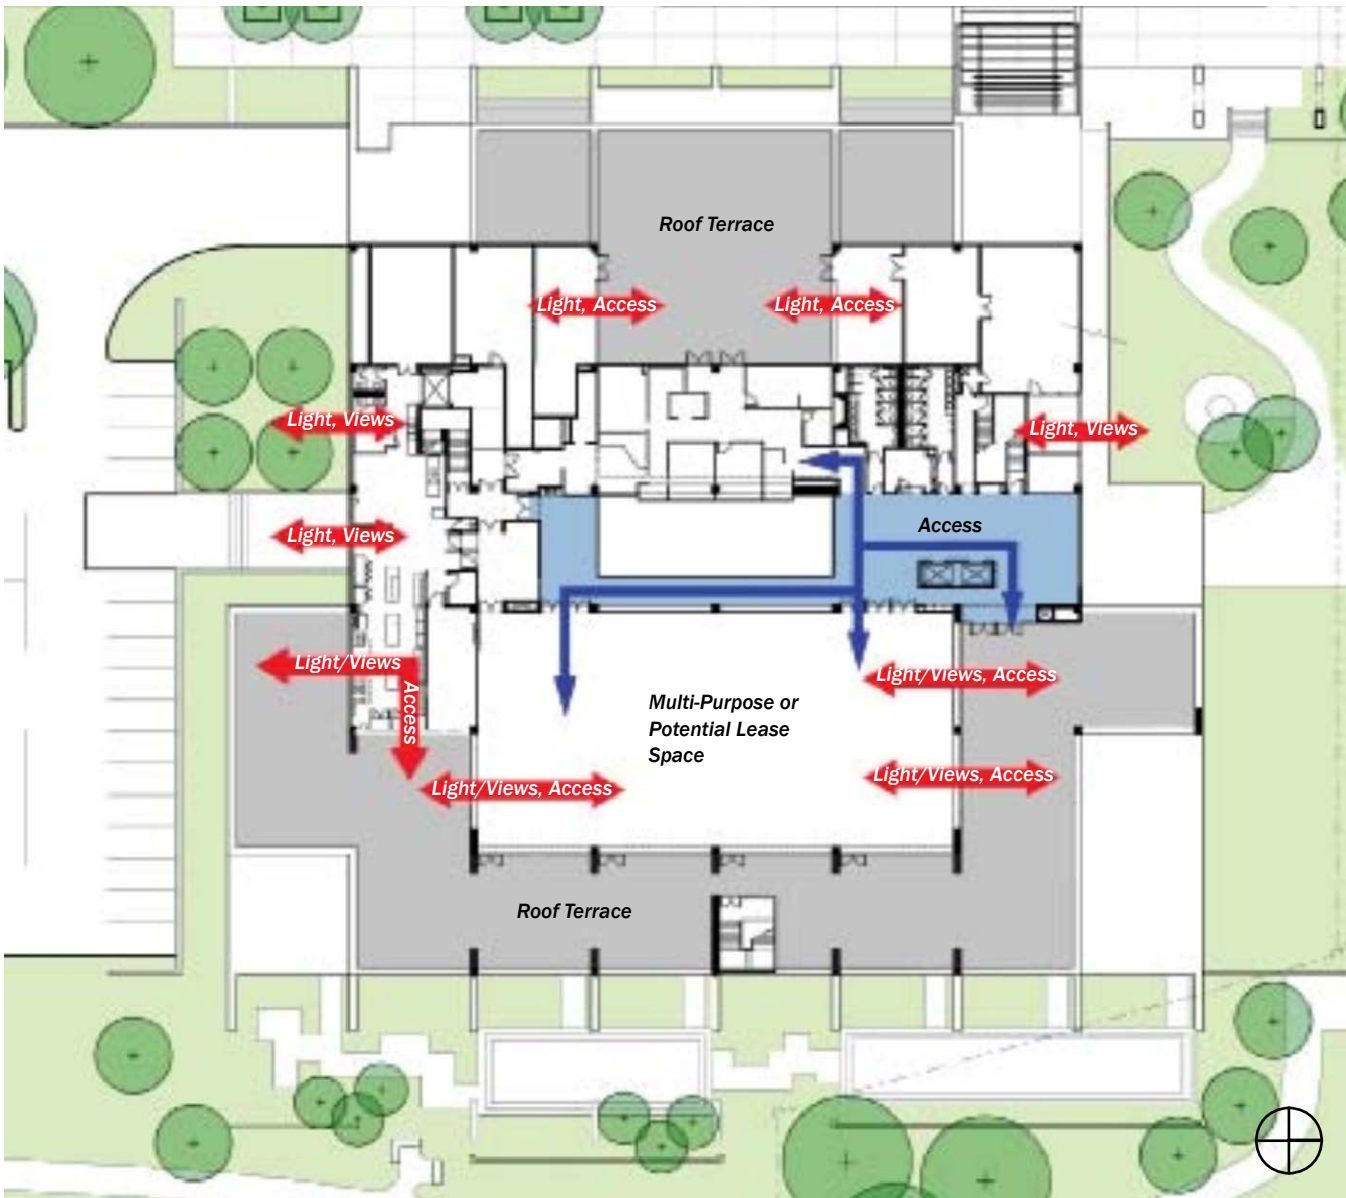 Roof Terrace
Light, Access
Light, Access
Light, Views
Light, Views
Access
Light, Views
Light/Views
Access
Light/Views, Access
Multi-Purpose or
Potential Lease
Space
Light/Views, Access
Light/Views, Access
Roof Terrace